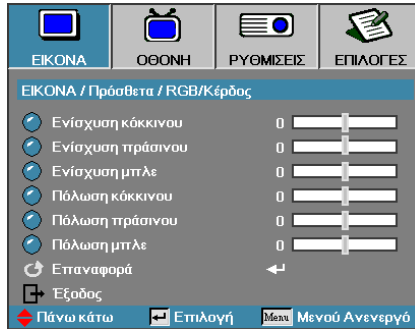 ΕΙΚΟΝΑ ΟΘΟΝΗ ΡΥΘΜΙΣΕΙΣ ΕΠΙΛΟΓΕΣ
ΕΙΚΟΝΑ / Πρόσθετα / RGB/Κέρδος
Ενίσχυση κόκκινου 0
Ενίσχυση πράσινου 0
Ενίσχυση μπλε 0
Πόλωση κόκκινου 0
Πόλωση πράσινου 0
Πόλωση μπλε 0
Επαναφορά
Έξοδος
Πάνω κάτω Επιλογή Menu Μενού Ανενεργό